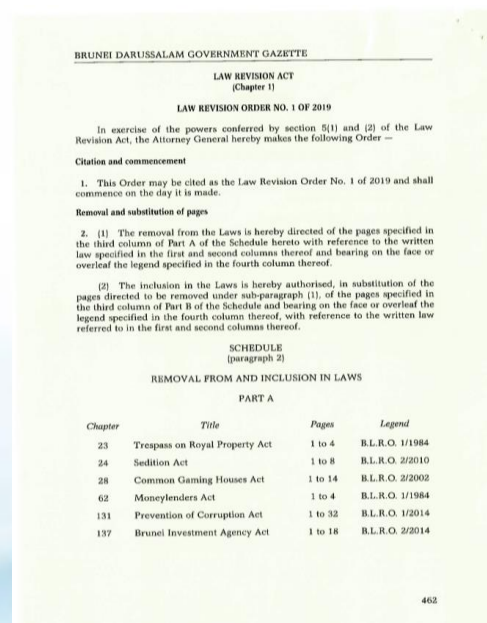 BRUNEI DARUSSALAM GOVERNMENT GAZETTE
LAW REVISION ACT
(Chapter 1)
LAW REVISION ORDER NO. 1 OF 2019
In exercise of the powers conferred by section 5(1) and (2) of the Law
Revision Act, the Attorney General hereby makes the following Order —
Citation and commencement
1. This Order may be cited as the Law Revision Order No. 1 of 2019 and shall
commence on the day it is made.
Removal and substitution of pages
2. (1) The removal from the Laws is hereby directed of the pages specified in
the third column of Part A of the Schedule hereto with reference to the written
law specified in the first and second columns thereof and bearing on the face or
overleaf the legend specified in the fourth column thereof.
(2) The inclusion in the Laws is hereby authorised, in substitution of the
pages directed to be removed under sub-paragraph (1), of the pages specified in
the third column of Part B of the Schedule and bearing on the face or overleaf the
legend specified in the fourth column thereof, with reference to the written law
referred to in the first and second columns thereof.
SCHEDULE
(paragraph 2)
REMOVAL FROM AND INCLUSION IN LAWS
PART A
Chapter Title Pages Legend
23 Trespass on Royal Property Act 1 to 4 B.L.R.O. 1/1984
24 Sedition Act 1 to 8 B.L.R.O. 2/2010
28 Common Gaming Houses Act 1 to 14 B.L.R.O. 2/2002
62 Moneylenders Act 1 to 4 B.L.R.O. 1/1984
131 Prevention of Corruption Act 1 to 32 B.L.R.O. 1/2014
137 Brunei Investment Agency Act 1 to 18 B.L.R.O. 2/2014
462